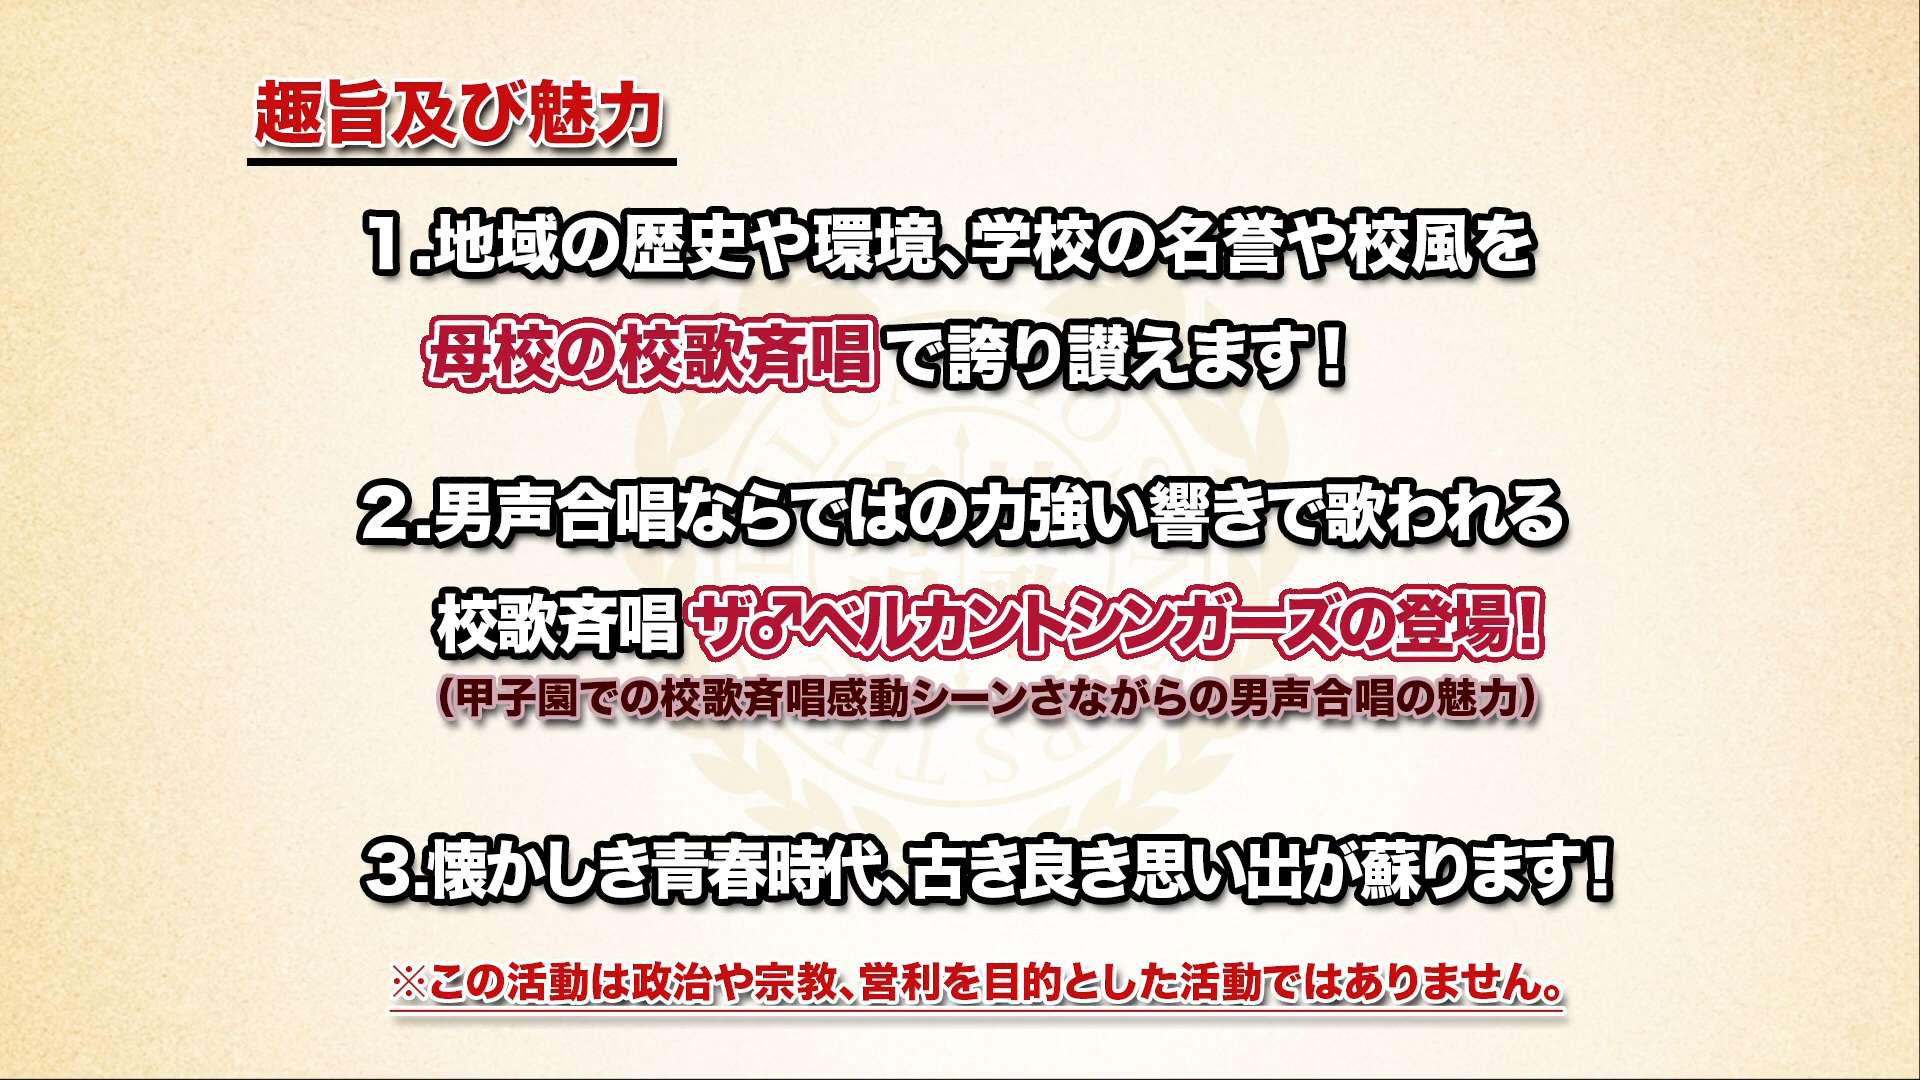 趣旨及び魅力
１.地域の歴史や環境、学校の名誉や校風を
母校の校歌斉唱で誇り讃えます！
２.男声合唱ならではの力強い響きで歌われる
校歌斉唱 ザ♂ベルカントシンガーズの登場！
(甲子園での校歌斉唱感動シーンさながらの男声合唱の魅力)
３.懐かしき青春時代、古き良き思い出が蘇ります！
※この活動は政治や宗教、営利を目的とした活動ではありません。